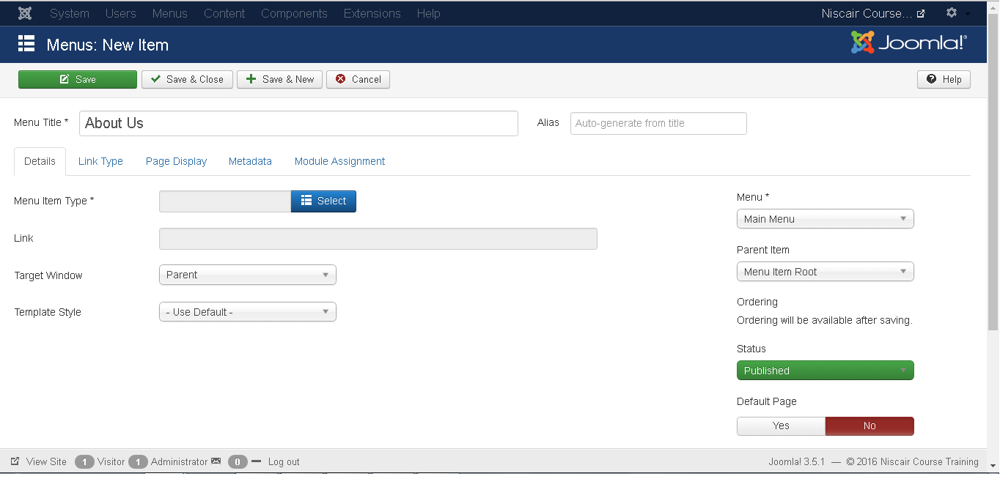 System Users Menus Content Components Extensions Help Niscair Course...
Menus: New Item Joomla!®
Save Save & Close Save & New Cancel Help
Menu Title * About Us Alias Auto-generate from title
Details Link Type Page Display Metadata Module Assignment
Menu Item Type * Select
Menu *
Main Menu
Link
Parent Item
Menu Item Root
Target Window Parent
Ordering
Ordering will be available after saving.
Template Style - Use Default -
Status
Published
Default Page
Yes No
View Site 1 Visitor 1 Administrator 0 Log out Joomla! 3.5.1 — © 2016 Niscair Course Training